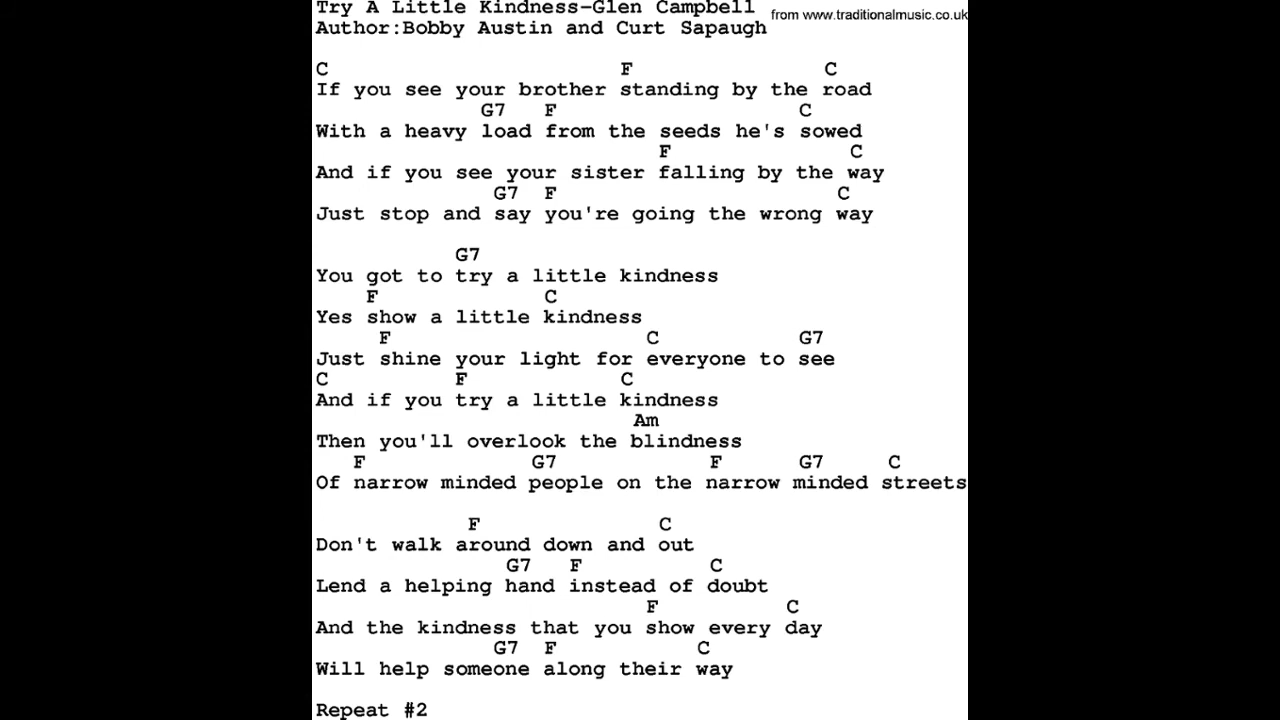 Try A Little Kindness-Glen Campbell
from www.traditionalmusic.co.uk
Author:Bobby Austin and Curt Sapaugh
C F C
If you see your brother standing by the road
G7 F C
With a heavy load from the seeds he's sowed
F C
And if you see your sister falling by the way
G7 F C
Just stop and say you're going the wrong way
G7
You got to try a little kindness
F C
Yes show a little kindness
F C G7
Just shine your light for everyone to see
C F C
And if you try a little kindness
Am
Then you'll overlook the blindness
F G7 F G7 C
Of narrow minded people on the narrow minded streets
F C
Don't walk around down and out
G7 F C
Lend a helping hand instead of doubt
F C
And the kindness that you show every day
G7 F C
Will help someone along their way
Repeat #2